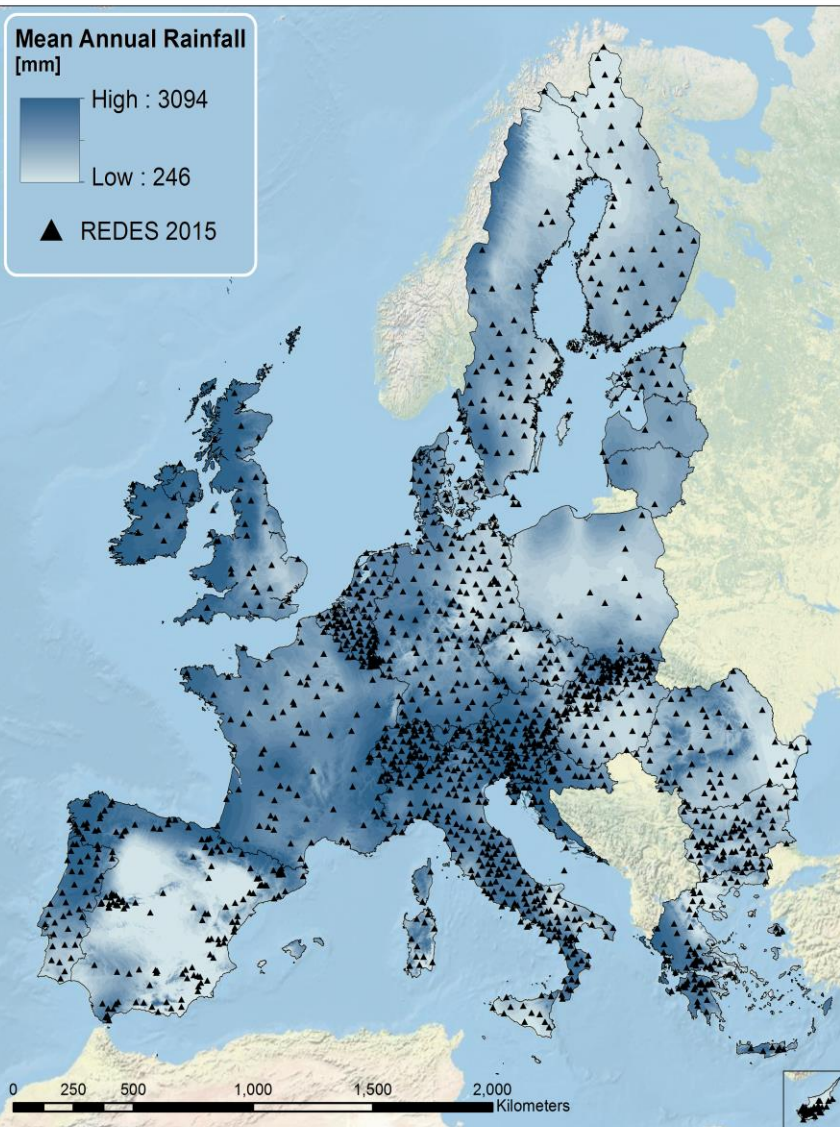 Mean Annual Rainfall
[mm]
High : 3094
Low : 246
REDES 2015
0 250 500 1,000 1,500 2,000
Kilometers